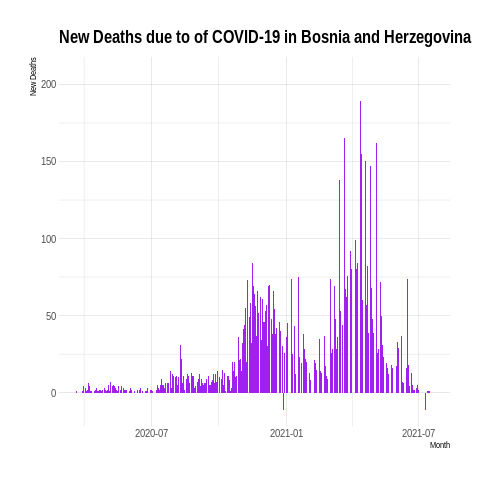 New Deaths due to of COVID-19 in Bosnia and Herzegovina
New Deaths
200
150
100
50
0
2020-07 2021-01 2021-07
Month